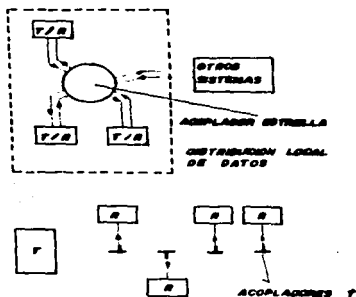 T/R
OTROS
SISTEMAS
ACOPLADOR ESTRELLA
T/R
T/R
DISTRIBUCION LOCAL
DE DATOS
R
R
R
T
R
ACOPLADORES T